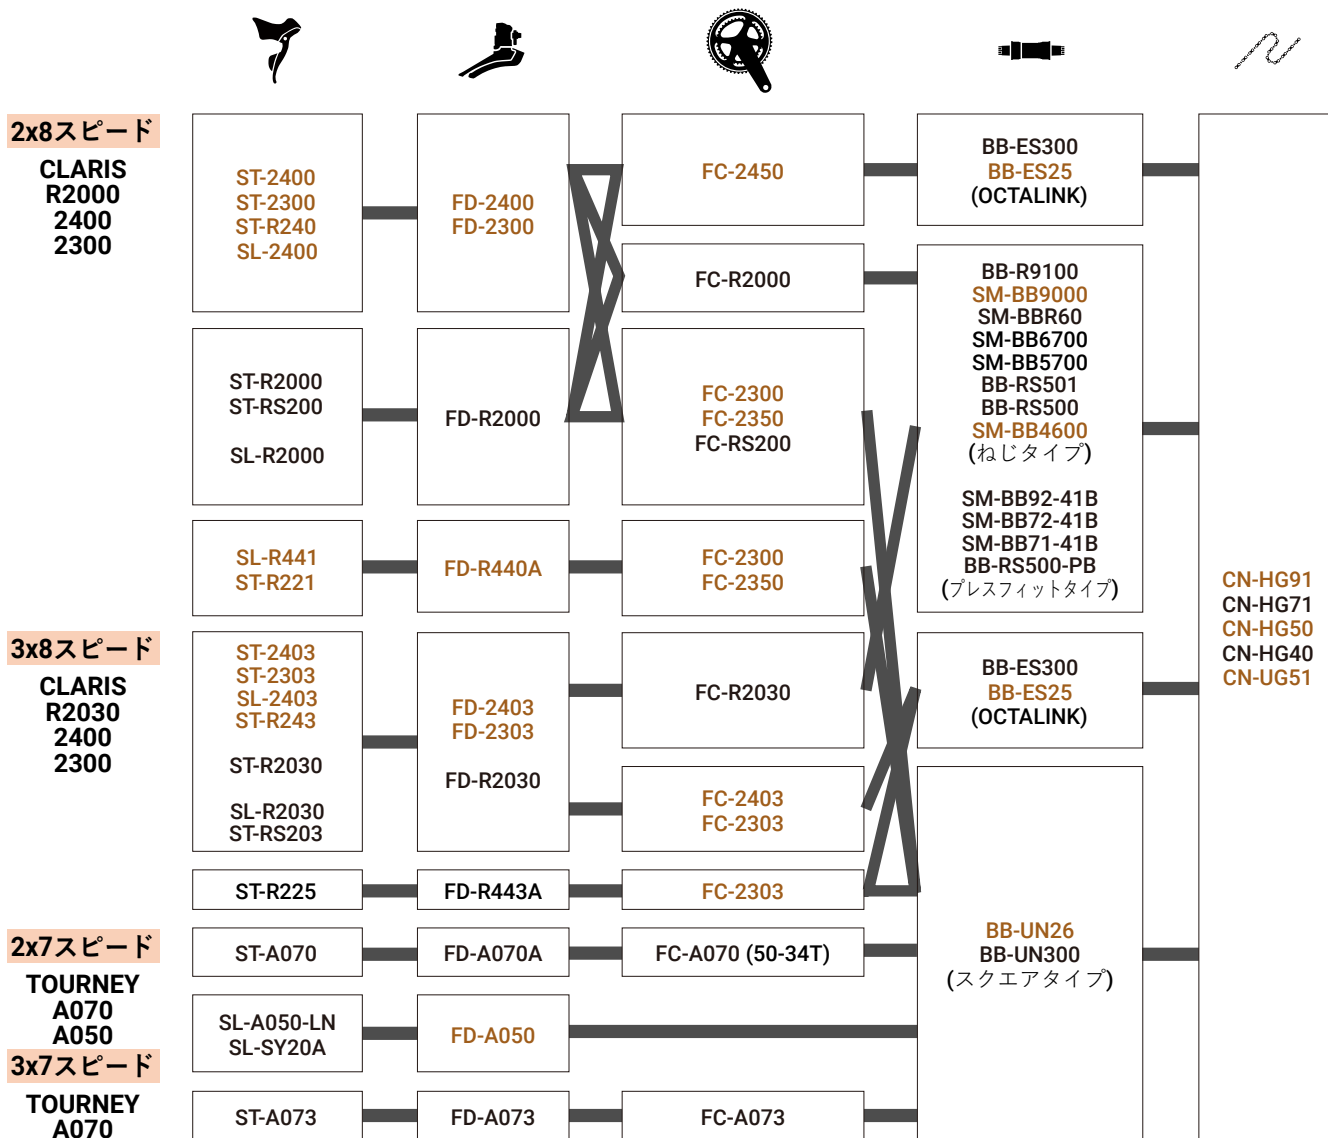 2x8スピード
CLARIS
R2000
2400
2300
ST-2400
ST-2300
ST-R240
SL-2400
FD-2400
FD-2300
FC-2450
BB-ES300
BB-ES25
(OCTALINK)
FC-R2000
BB-R9100
SM-BB9000
SM-BBR60
SM-BB6700
SM-BB5700
BB-RS501
BB-RS500
SM-BB4600
(ねじタイプ)
SM-BB92-41B
SM-BB72-41B
SM-BB71-41B
BB-RS500-PB
(プレスフィットタイプ)
ST-R2000
ST-RS200
SL-R2000
FD-R2000
FC-2300
FC-2350
FC-RS200
SL-R441
ST-R221
FD-R440A
FC-2300
FC-2350
CN-HG91
CN-HG71
CN-HG50
CN-HG40
CN-UG51
3x8スピード
CLARIS
R2030
2400
2300
ST-2403
ST-2303
SL-2403
ST-R243
ST-R2030
SL-R2030
ST-RS203
FD-2403
FD-2303
FD-R2030
FC-R2030
BB-ES300
BB-ES25
(OCTALINK)
FC-2403
FC-2303
ST-R225
FD-R443A
FC-2303
BB-UN26
BB-UN300
(スクエアタイプ)
2x7スピード
TOURNEY
A070
A050
ST-A070
FD-A070A
FC-A070 (50-34T)
SL-A050-LN
SL-SY20A
FD-A050
3x7スピード
TOURNEY
A070
ST-A073
FD-A073
FC-A073